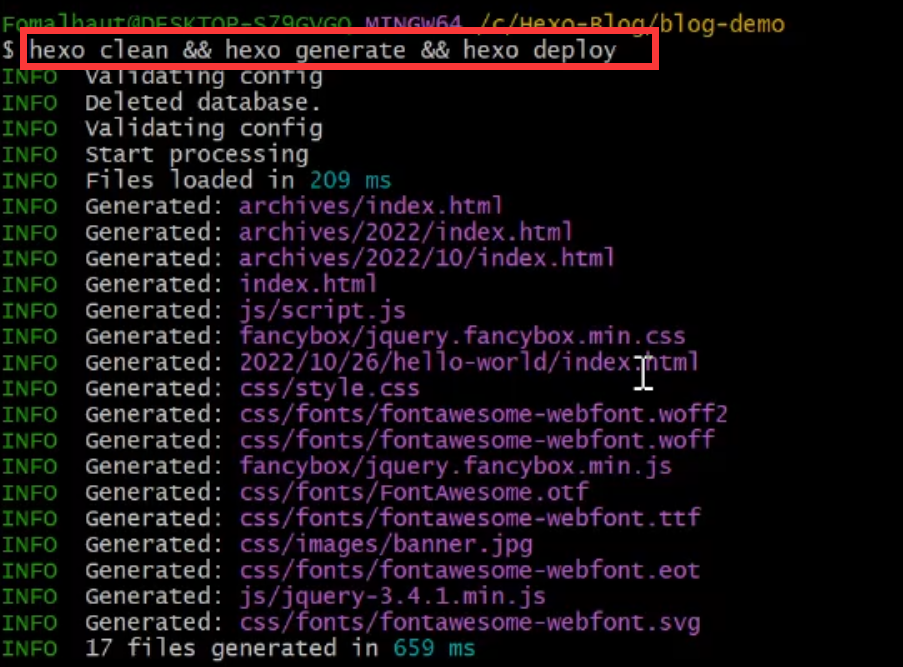 Fomalhaut@DESKTOP-SZ9GVGO MINGW64 /c/Hexo-Blog/blog-demo
$ hexo clean && hexo generate && hexo deploy
INFO  Validating config
INFO  Deleted database.
INFO  Validating config
INFO  Start processing
INFO  Files loaded in 209 ms
INFO  Generated: archives/index.html
INFO  Generated: archives/2022/index.html
INFO  Generated: archives/2022/10/index.html
INFO  Generated: index.html
INFO  Generated: js/script.js
INFO  Generated: fancybox/jquery.fancybox.min.css
INFO  Generated: 2022/10/26/hello-world/index.html
INFO  Generated: css/style.css
INFO  Generated: css/fonts/fontawesome-webfont.woff2
INFO  Generated: css/fonts/fontawesome-webfont.woff
INFO  Generated: fancybox/jquery.fancybox.min.js
INFO  Generated: css/fonts/FontAwesome.otf
INFO  Generated: css/fonts/fontawesome-webfont.ttf
INFO  Generated: css/images/banner.jpg
INFO  Generated: css/fonts/fontawesome-webfont.eot
INFO  Generated: js/jquery-3.4.1.min.js
INFO  Generated: css/fonts/fontawesome-webfont.svg
INFO  17 files generated in 659 ms